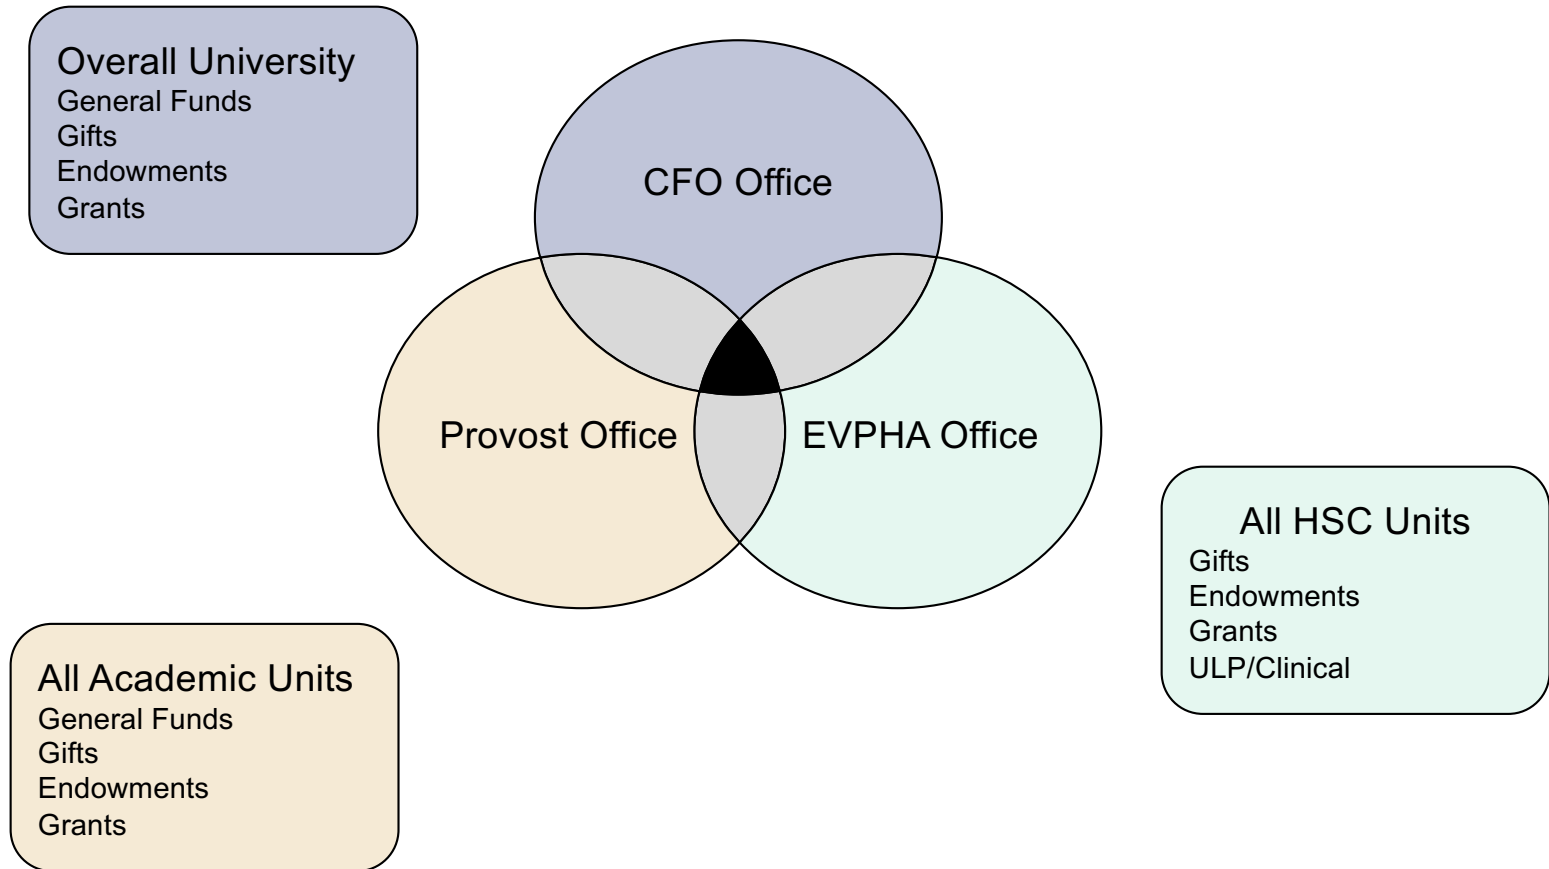 Overall University
General Funds
Gifts
Endowments
Grants
CFO Office
Provost Office
EVPHA Office
All HSC Units
Gifts
Endowments
Grants
ULP/Clinical
All Academic Units
General Funds
Gifts
Endowments
Grants